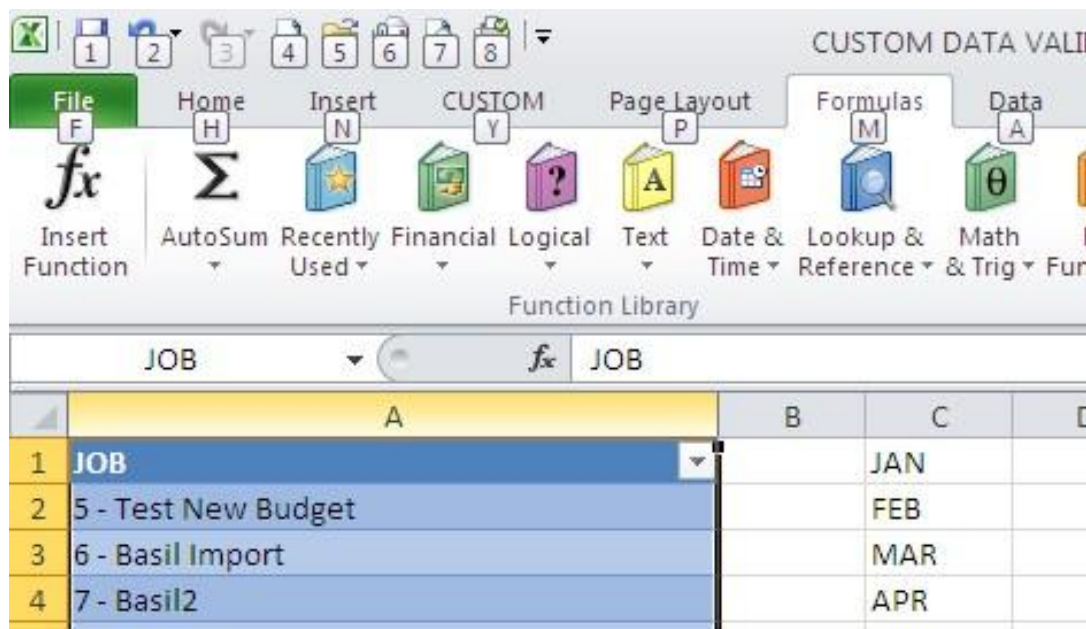 1 2 3 4 5 6 7 8 CUSTOM DATA
File Home Insert CUSTOM Page Layout Formulas Data
F H N Y P M A
fx Σ ? A θ
Insert AutoSum Recently Financial Logical Text Date & Lookup & Math
Function Used Time Reference & Trig
Function Library
JOB fx JOB
A B C
1 JOB JAN
2 5 - Test New Budget FEB
3 6 - Basil Import MAR
4 7 - Basil2 APR